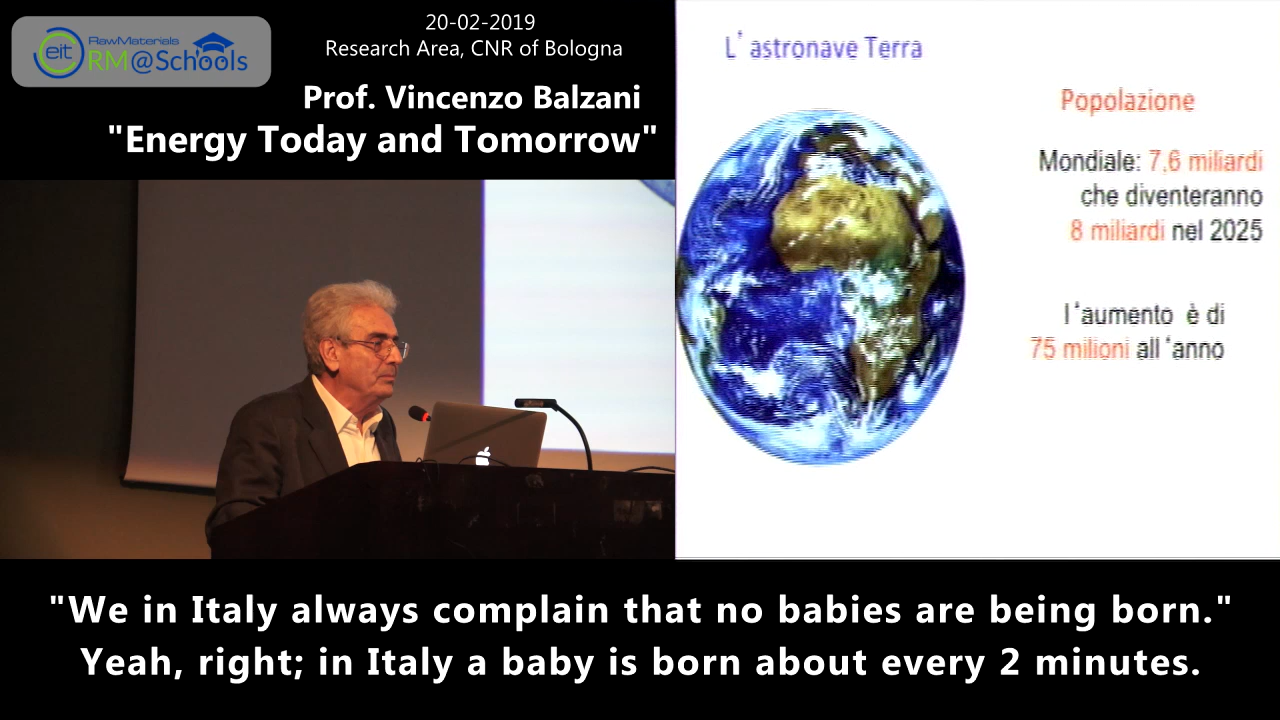 eit
RawMaterials
RM@Schools
20-02-2019
Research Area, CNR of Bologna
Prof. Vincenzo Balzani
"Energy Today and Tomorrow"
L'astronave Terra
Popolazione
Mondiale: 7,6 miliardi
che diventeranno
8 miliardi nel 2025
l'aumento è di
75 milioni all'anno
"We in Italy always complain that no babies are being born."
Yeah, right; in Italy a baby is born about every 2 minutes.